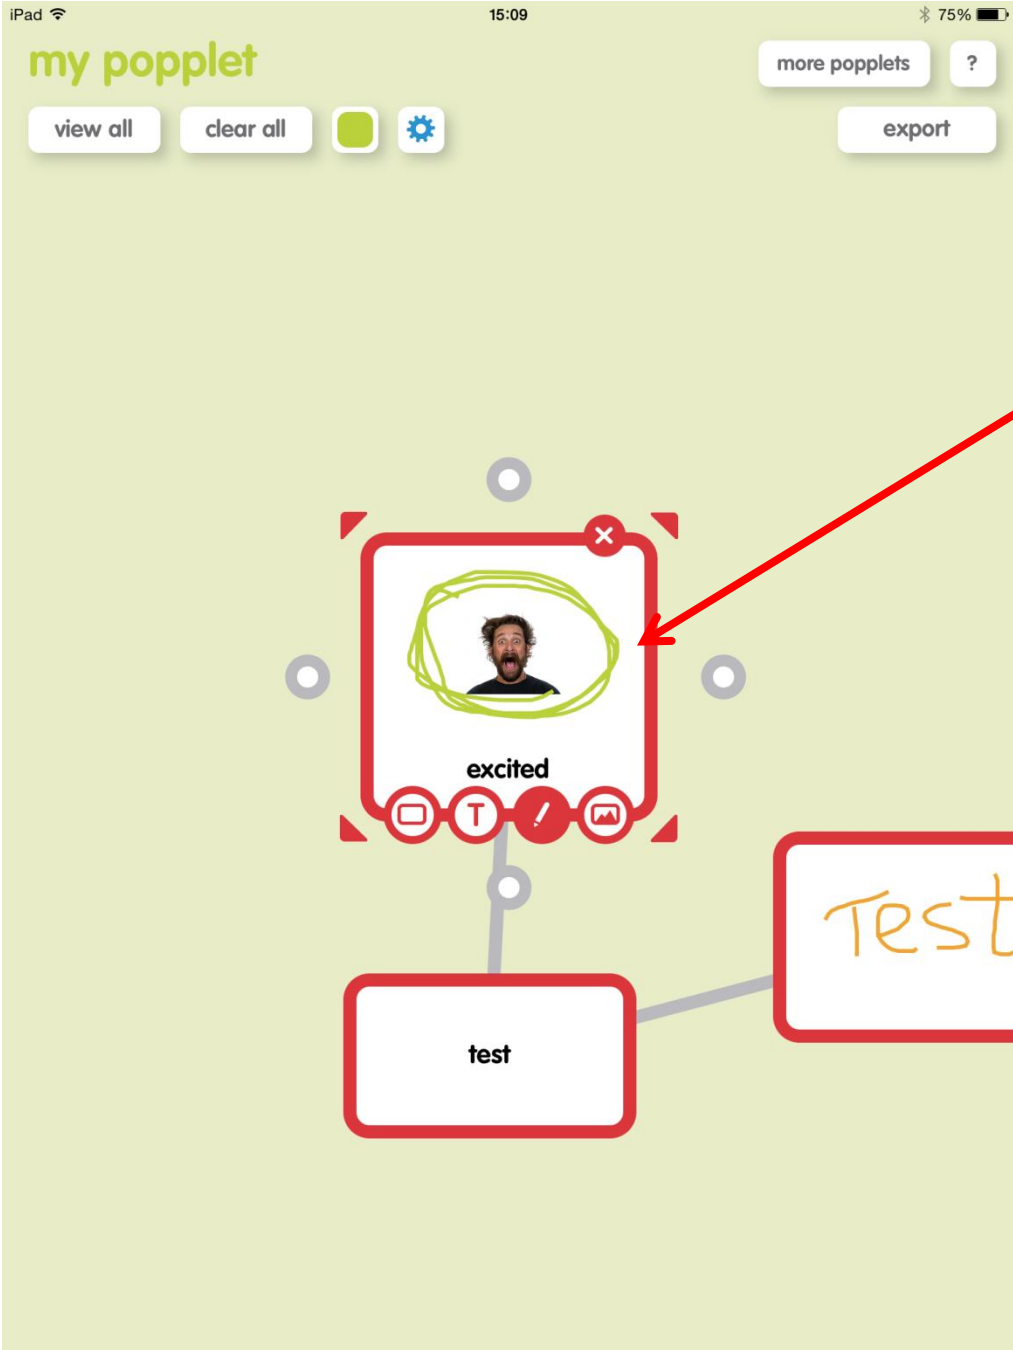 iPad 15:09 75%
my popplet
more popplets ?
view all clear all export
excited
T
Test
test